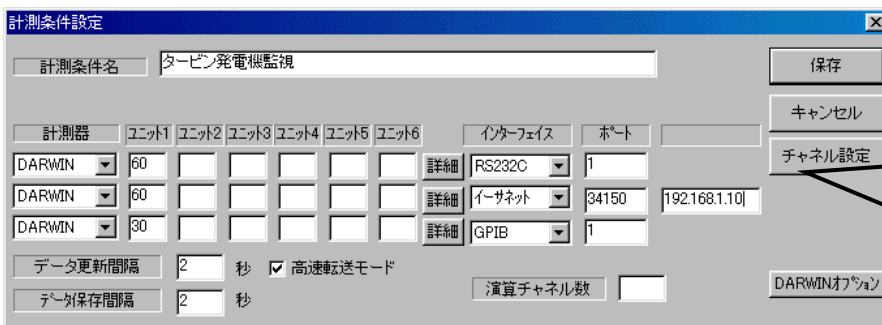 計測条件設定
計測条件名 タービン発電機監視 保存
キャンセル
計測器 ユニット1 ユニット2 ユニット3 ユニット4 ユニット5 ユニット6 インターフェイス ポート
チャネル設定
DARWIN 60 詳細 RS232C 1
DARWIN 60 詳細 イーサネット 34150 192.168.1.10
DARWIN 30 詳細 GPIB 1
データ更新間隔 2 秒 高速転送モード
演算チャネル数 DARWINオプション
データ保存間隔 2 秒